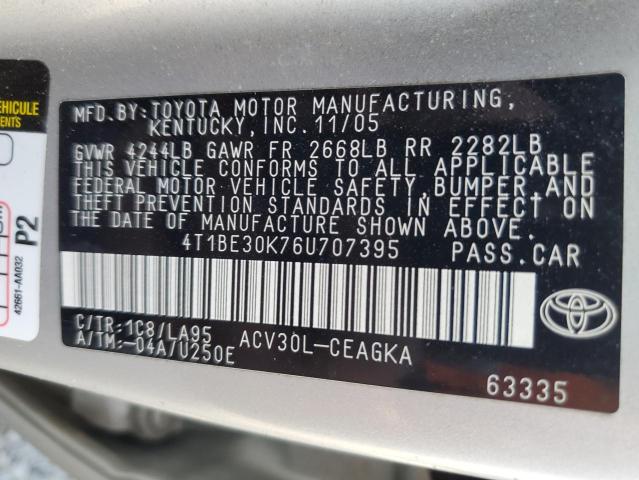 MFD.BY:TOYOTA MOTOR MANUFACTURING,
KENTUCKY, INC. 11/05
GVWR 4244LB GAWR FR 2668LB RR 2282LB
THIS VEHICLE CONFORMS TO ALL APPLICABLE
FEDERAL MOTOR VEHICLE SAFETY, BUMPER, AND
THEFT PREVENTION STANDARDS IN EFFECT ON
THE DATE OF MANUFACTURE SHOWN ABOVE.
4T1BE30K76U707395 PASS.CAR
C/TR:1C8/LA95 ACV30L-CEAGKA
A/TM:-04A/U250E
63335
VEHICULE
P2
42661-AA032